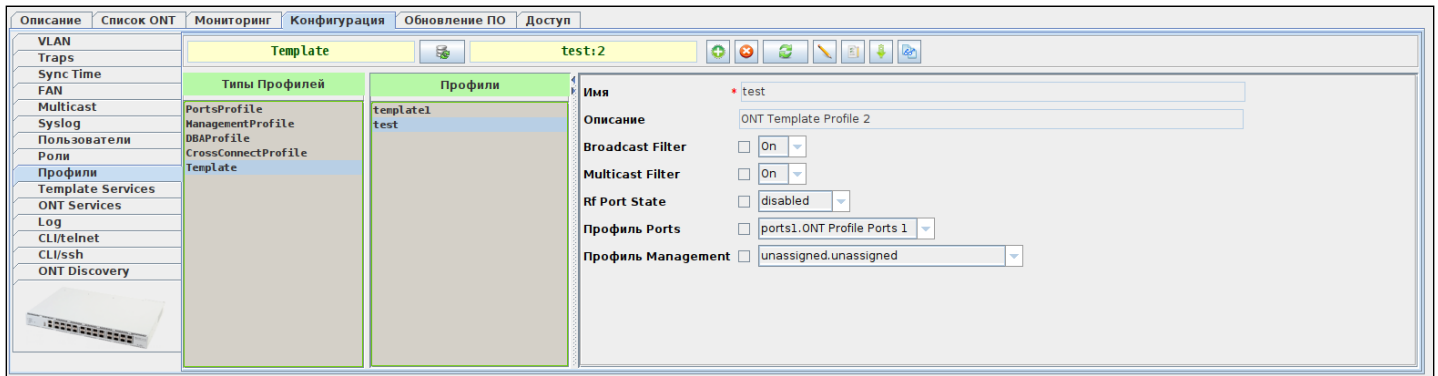 Описание Список ONT Мониторинг Конфигурация Обновление ПО Доступ
VLAN
Traps
Sync Time
FAN
Multicast
Syslog
Пользователи
Роли
Профили
Template Services
ONT Services
Log
CLI/telnet
CLI/ssh
ONT Discovery
Template test:2
Типы Профилей
PortsProfile
ManagementProfile
DBAProfile
CrossConnectProfile
Template
Профили
template1
test
Имя * test
Описание ONT Template Profile 2
Broadcast Filter On
Multicast Filter On
Rf Port State disabled
Профиль Ports ports1.ONT Profile Ports 1
Профиль Management unassigned.unassigned